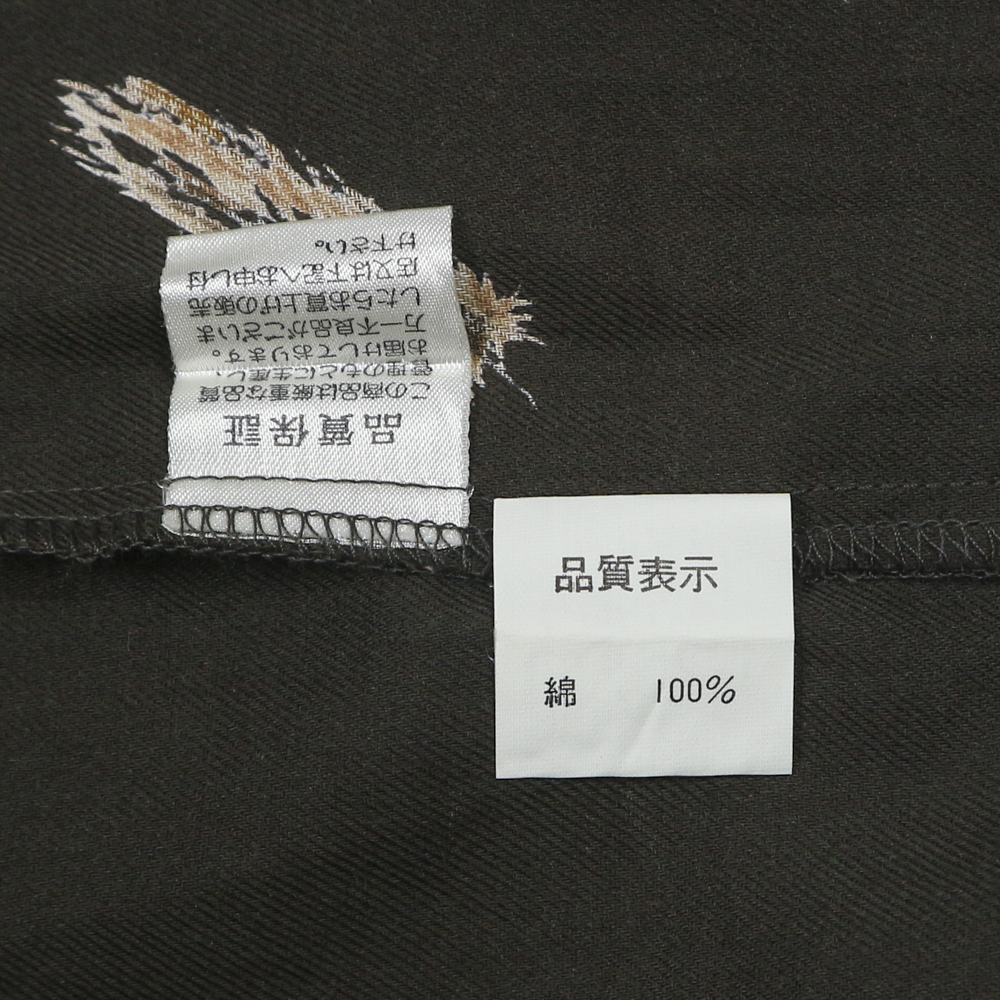 品質保証
この商品は厳重な品質
管理のもとに生産し、
お届けしております。
万一不良品がございま
したらお買上げの販売
店又は下記へお申し付
け下さい。
品質表示
綿 100%